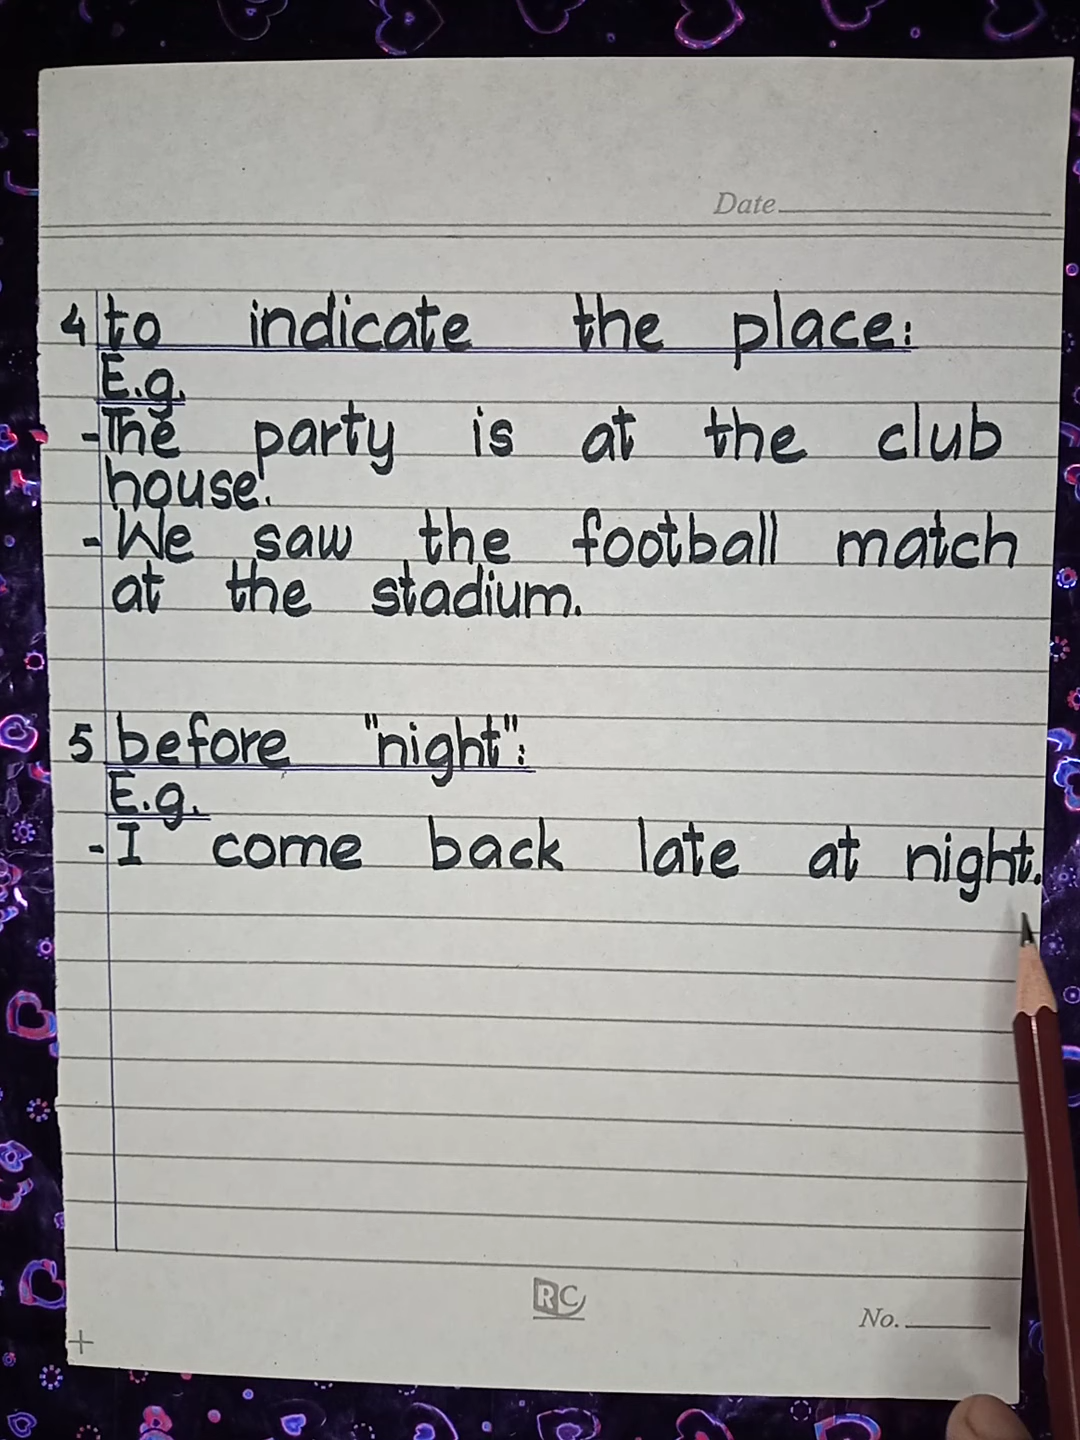 Date
4 to indicate the place:
E.g.
- The party is at the club
house.
- We saw the football match
at the stadium.
5 before "night":
E.g.
- I come back late at night.
RC
No.